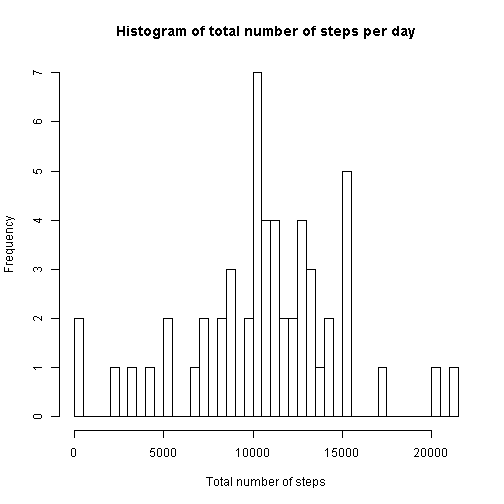 Histogram of total number of steps per day
Frequency
7
6
5
4
3
2
1
0
0 5000 10000 15000 20000
Total number of steps